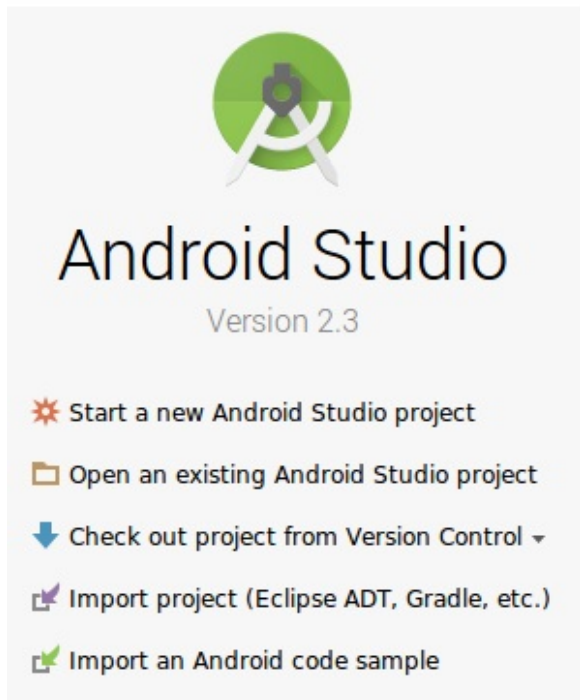 Android Studio
Version 2.3
Start a new Android Studio project
Open an existing Android Studio project
Check out project from Version Control
Import project (Eclipse ADT, Gradle, etc.)
Import an Android code sample